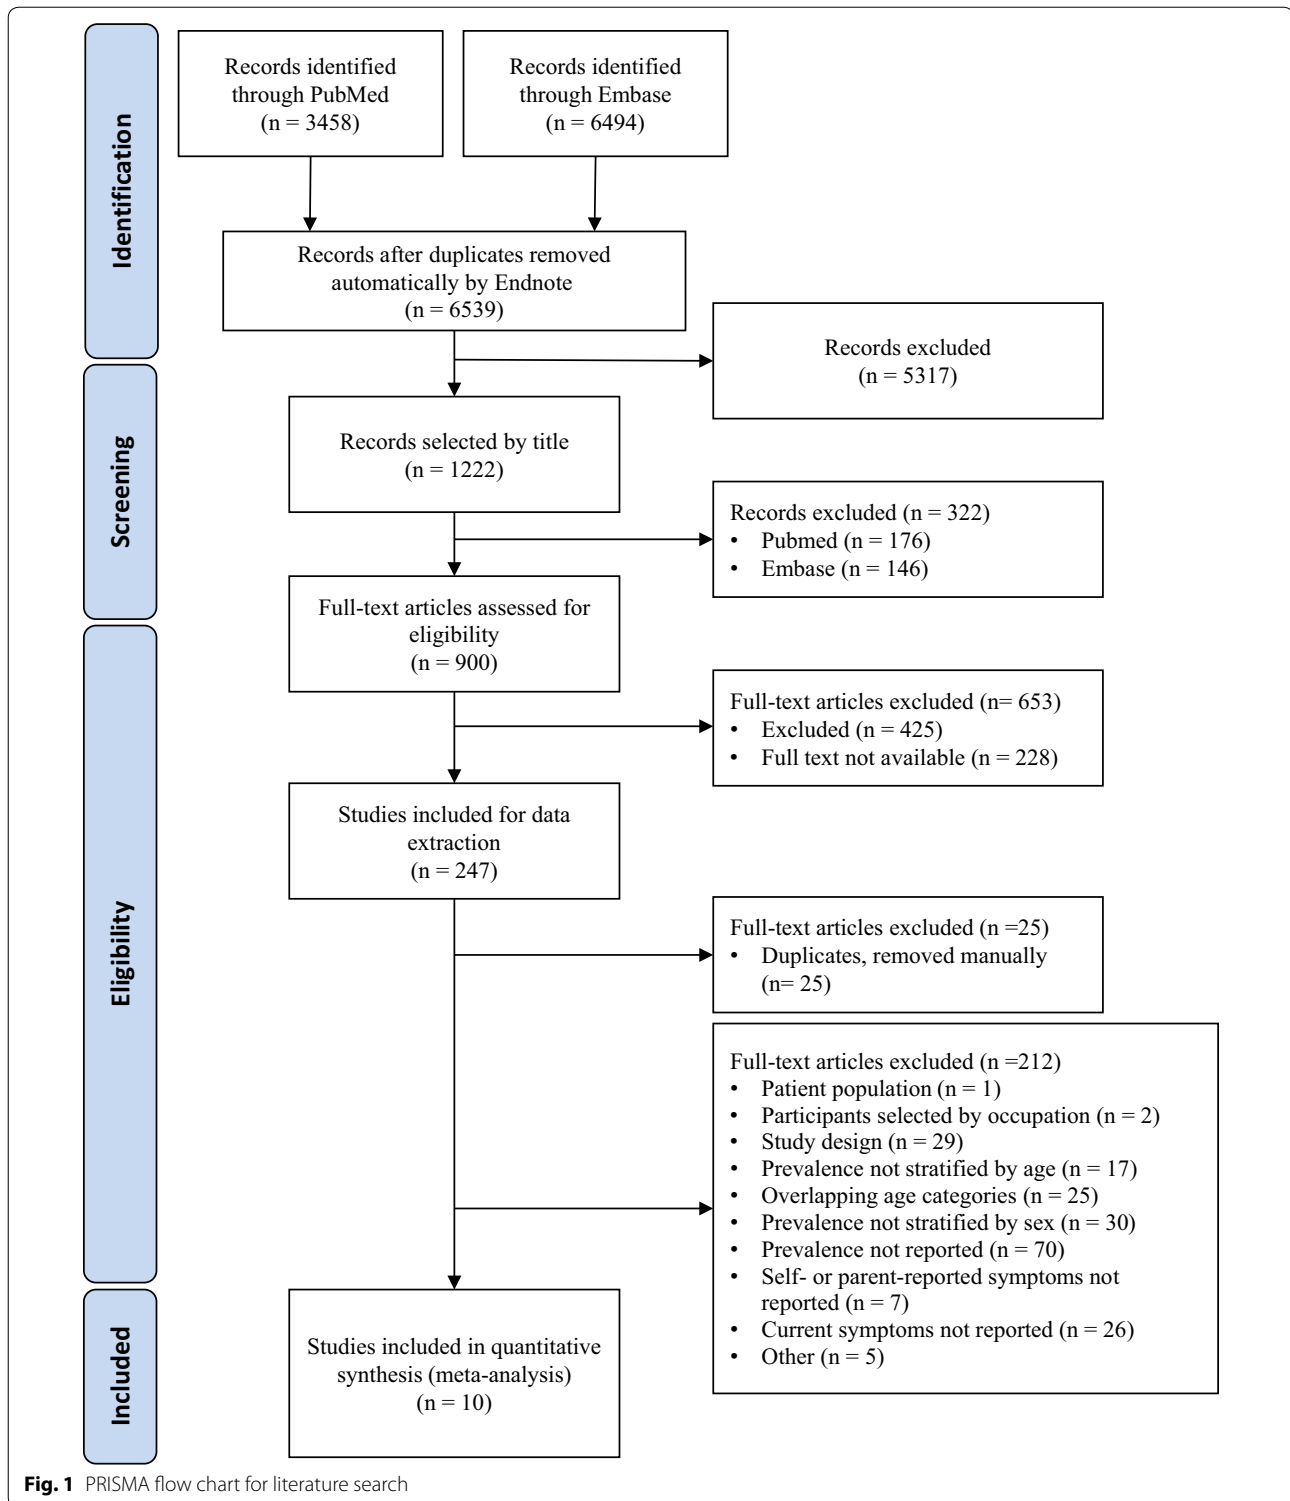 Identification
Records identified
through PubMed
(n = 3458)
Records identified
through Embase
(n = 6494)
Records after duplicates removed
automatically by Endnote
(n = 6539)
Records excluded
(n = 5317)
Screening
Records selected by title
(n = 1222)
Records excluded (n = 322)
• Pubmed (n = 176)
• Embase (n = 146)
Full-text articles assessed for
eligibility
(n = 900)
Eligibility
Full-text articles excluded (n= 653)
• Excluded (n = 425)
• Full text not available (n = 228)
Studies included for data
extraction
(n = 247)
Full-text articles excluded (n =25)
• Duplicates, removed manually
(n= 25)
Full-text articles excluded (n =212)
• Patient population (n = 1)
• Participants selected by occupation (n = 2)
• Study design (n = 29)
• Prevalence not stratified by age (n = 17)
• Overlapping age categories (n = 25)
• Prevalence not stratified by sex (n = 30)
• Prevalence not reported (n = 70)
• Self- or parent-reported symptoms not
reported (n = 7)
• Current symptoms not reported (n = 26)
• Other (n = 5)
Included
Studies included in quantitative
synthesis (meta-analysis)
(n = 10)
Fig. 1 PRISMA flow chart for literature search